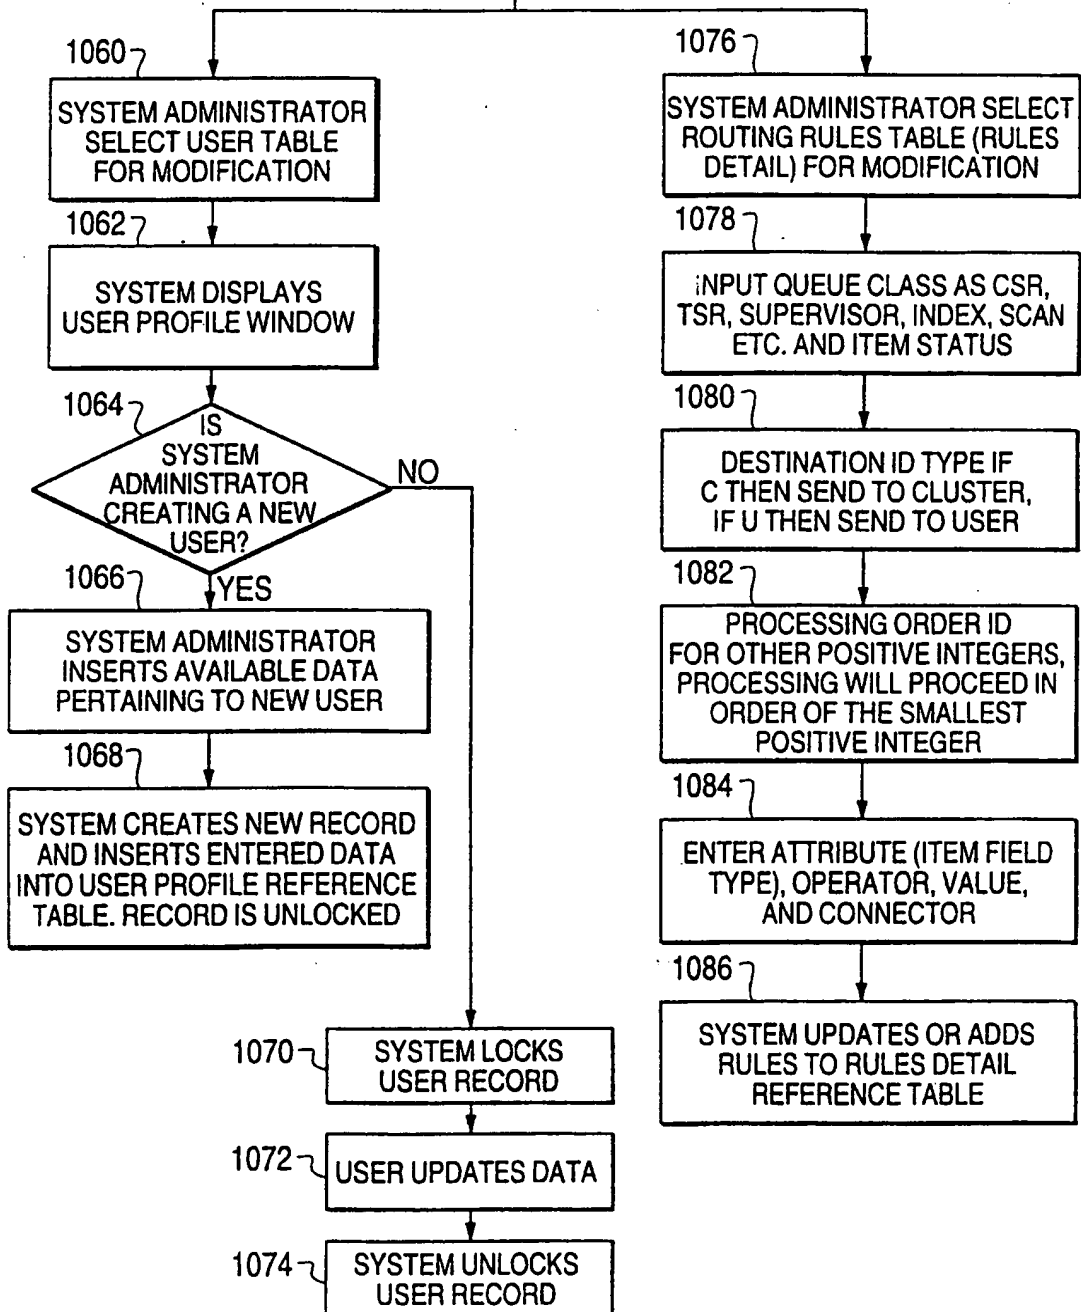 1060
SYSTEM ADMINISTRATOR
SELECT USER TABLE
FOR MODIFICATION
1062
SYSTEM DISPLAYS
USER PROFILE WINDOW
1064
IS
SYSTEM
ADMINISTRATOR
CREATING A NEW
USER?
NO
YES
1066
SYSTEM ADMINISTRATOR
INSERTS AVAILABLE DATA
PERTAINING TO NEW USER
1068
SYSTEM CREATES NEW RECORD
AND INSERTS ENTERED DATA
INTO USER PROFILE REFERENCE
TABLE. RECORD IS UNLOCKED
1070
SYSTEM LOCKS
USER RECORD
1072
USER UPDATES DATA
1074
SYSTEM UNLOCKS
USER RECORD
1076
SYSTEM ADMINISTRATOR SELECT
ROUTING RULES TABLE (RULES
DETAIL) FOR MODIFICATION
1078
INPUT QUEUE CLASS AS CSR,
TSR, SUPERVISOR, INDEX, SCAN
ETC. AND ITEM STATUS
1080
DESTINATION ID TYPE IF
C THEN SEND TO CLUSTER,
IF U THEN SEND TO USER
1082
PROCESSING ORDER ID
FOR OTHER POSITIVE INTEGERS,
PROCESSING WILL PROCEED IN
ORDER OF THE SMALLEST
POSITIVE INTEGER
1084
ENTER ATTRIBUTE (ITEM FIELD
TYPE), OPERATOR, VALUE,
AND CONNECTOR
1086
SYSTEM UPDATES OR ADDS
RULES TO RULES DETAIL
REFERENCE TABLE